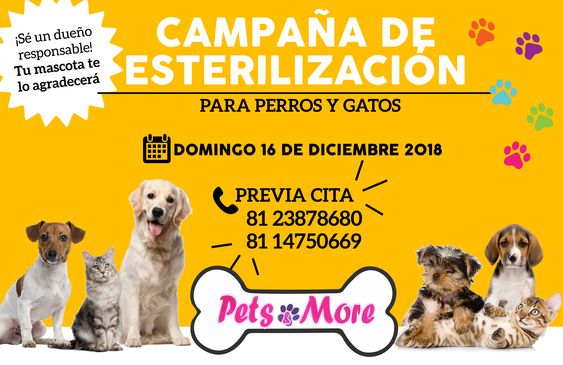 ¡Sé un dueño
responsable!
Tu mascota te
lo agradecerá
CAMPAÑA DE
ESTERILIZACIÓN
PARA PERROS Y GATOS
DOMINGO 16 DE DICIEMBRE 2018
PREVIA CITA
81 23878680
81 14750669
Pets & More